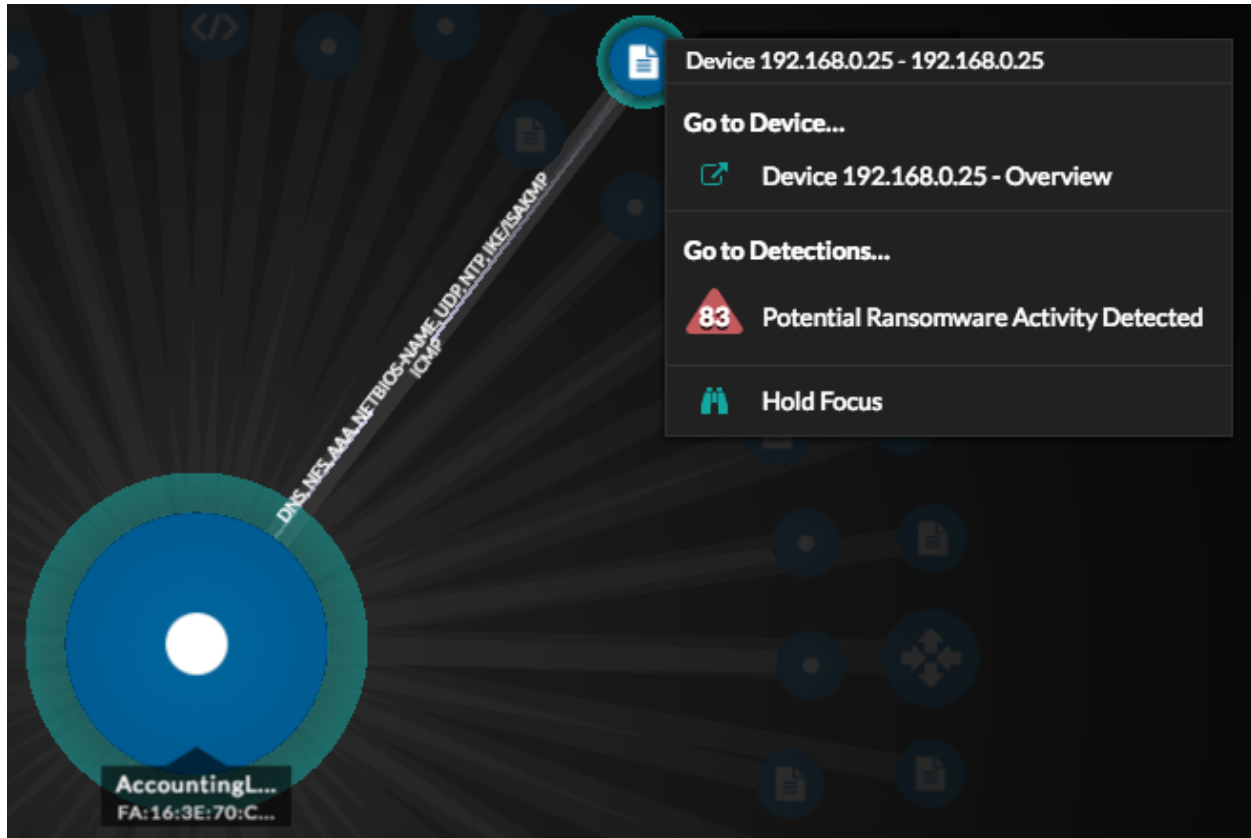 </>
Device 192.168.0.25 - 192.168.0.25
Go to Device...
Device 192.168.0.25 - Overview
Go to Detections...
83 Potential Ransomware Activity Detected
Hold Focus
DNS, NFS, AAA, NETBIOS-NAME, UDP, NTP, IKE/ISAKMP
ICMP
AccountingL...
FA:16:3E:70:C...